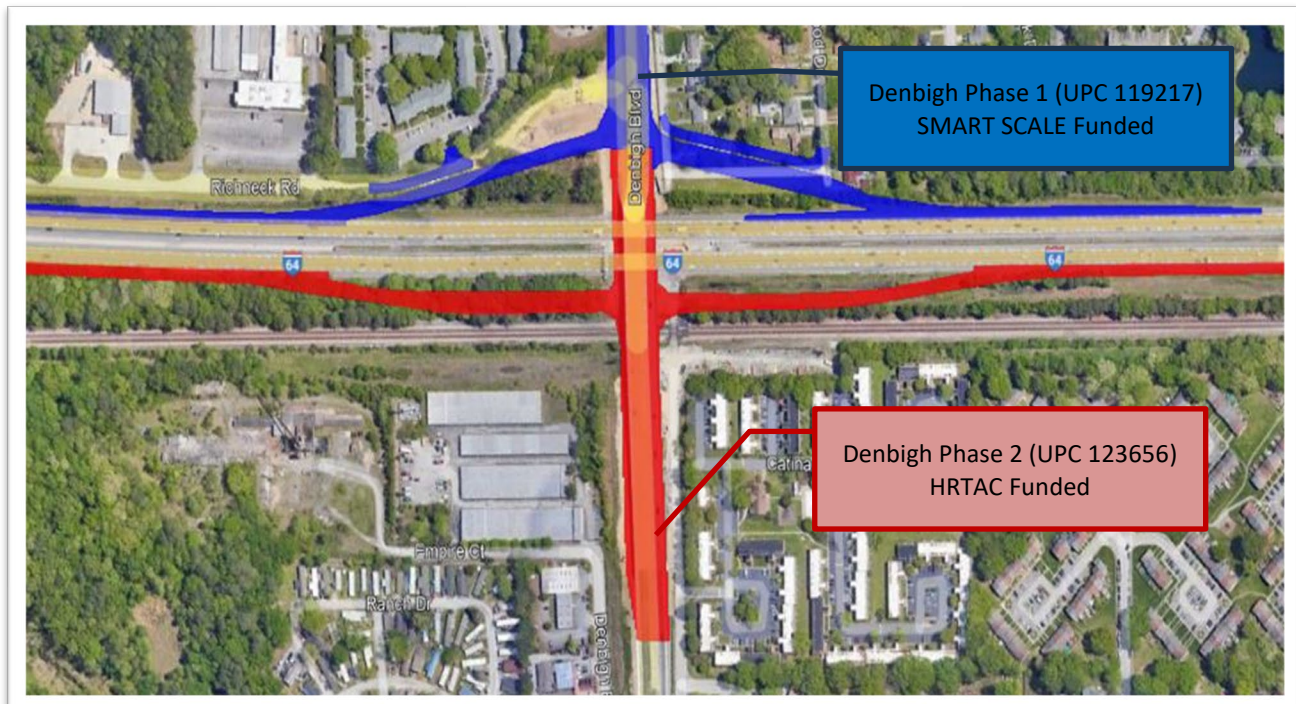 Denbigh Phase 1 (UPC 119217)
SMART SCALE Funded
Denbigh Blvd
Richneck Rd
64
64
64
Denbigh Phase 2 (UPC 123656)
HRTAC Funded
Catina
Empire Ct
Ranch Dr